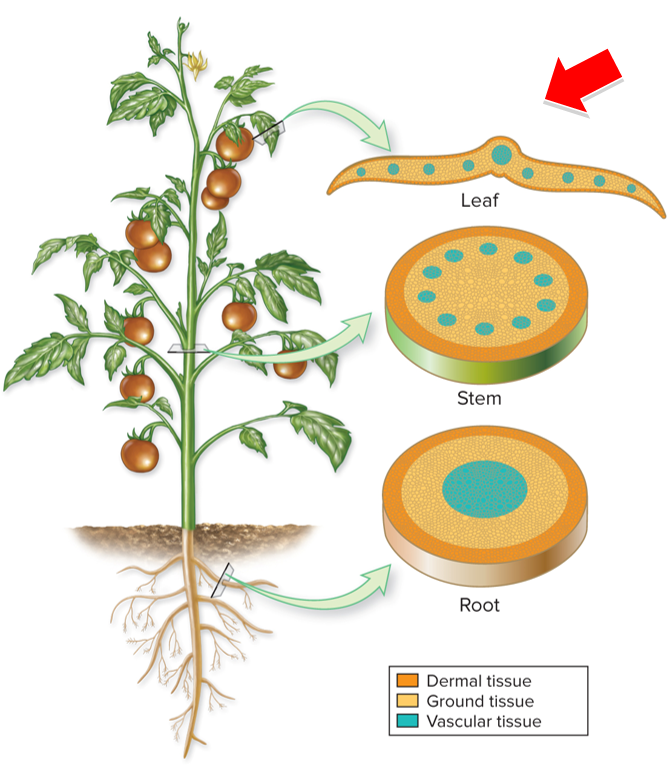 Leaf
Stem
Root
Dermal tissue
Ground tissue
Vascular tissue